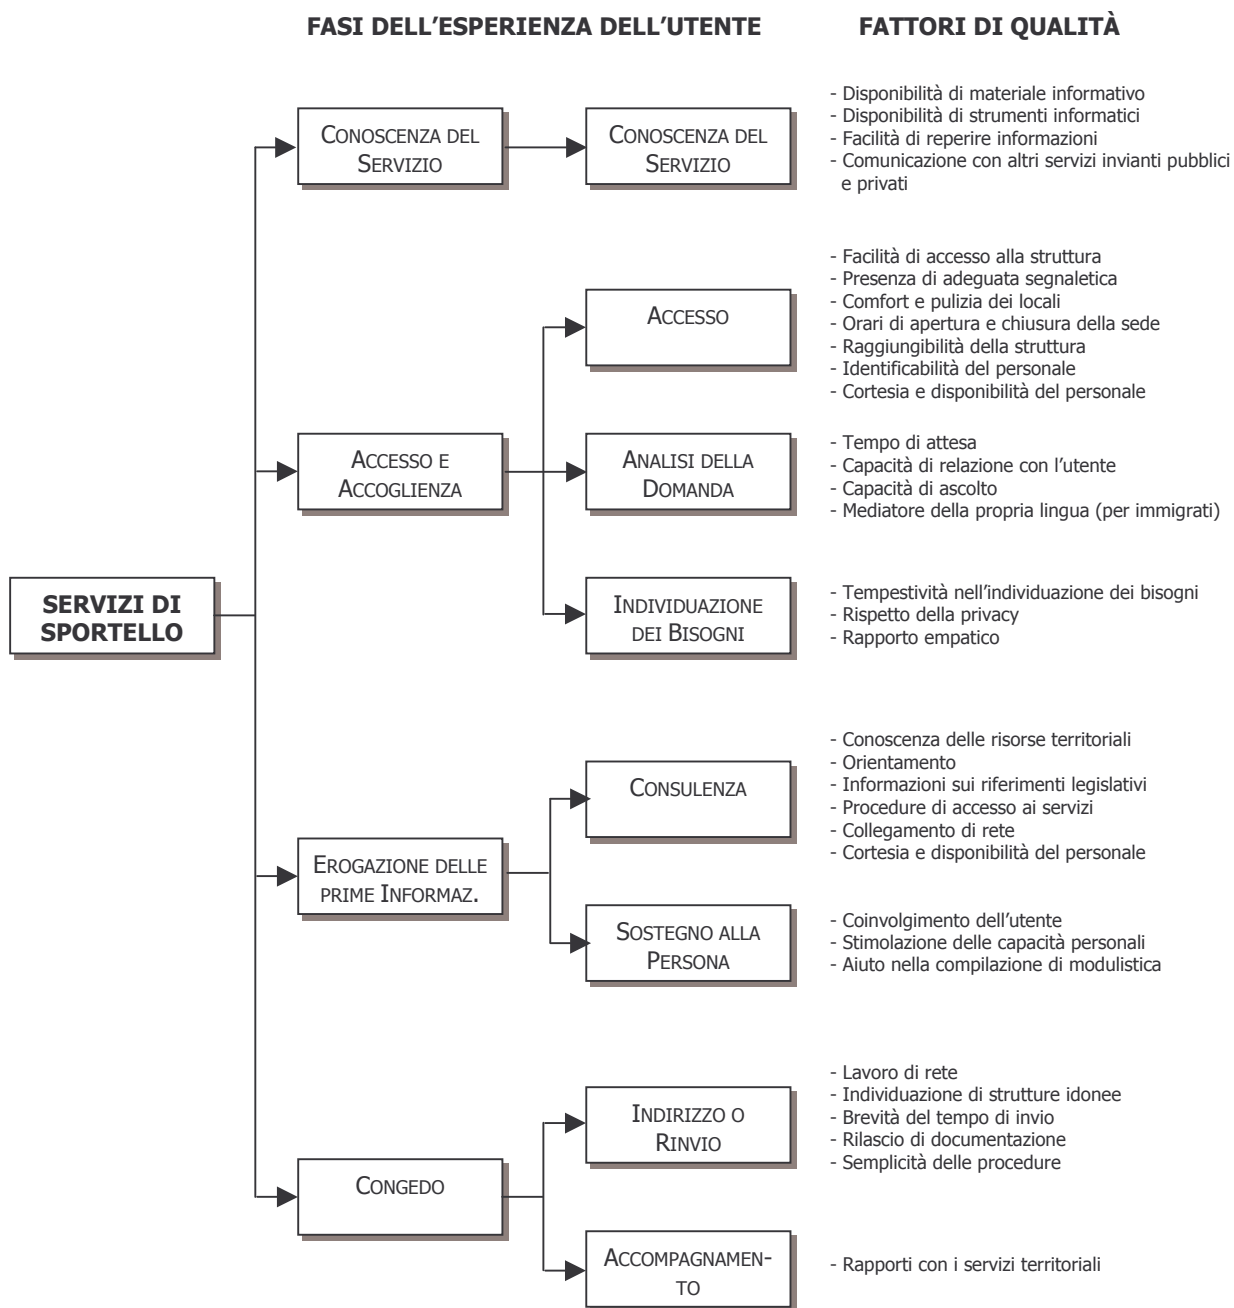 FASI DELL'ESPERIENZA DELL'UTENTE
FATTORI DI QUALITÀ
SERVIZI DI
SPORTELLO
CONOSCENZA DEL
SERVIZIO
CONOSCENZA DEL
SERVIZIO
- Disponibilità di materiale informativo
- Disponibilità di strumenti informatici
- Facilità di reperire informazioni
- Comunicazione con altri servizi invianti pubblici
e privati
ACCESSO E
ACCOGLIENZA
ACCESSO
- Facilità di accesso alla struttura
- Presenza di adeguata segnaletica
- Comfort e pulizia dei locali
- Orari di apertura e chiusura della sede
- Raggiungibilità della struttura
- Identificabilità del personale
- Cortesia e disponibilità del personale
ANALISI DELLA
DOMANDA
- Tempo di attesa
- Capacità di relazione con l'utente
- Capacità di ascolto
- Mediatore della propria lingua (per immigrati)
INDIVIDUAZIONE
DEI BISOGNI
- Tempestività nell'individuazione dei bisogni
- Rispetto della privacy
- Rapporto empatico
EROGAZIONE DELLE
PRIME INFORMAZ.
CONSULENZA
- Conoscenza delle risorse territoriali
- Orientamento
- Informazioni sui riferimenti legislativi
- Procedure di accesso ai servizi
- Collegamento di rete
- Cortesia e disponibilità del personale
SOSTEGNO ALLA
PERSONA
- Coinvolgimento dell'utente
- Stimolazione delle capacità personali
- Aiuto nella compilazione di modulistica
CONGEDO
INDIRIZZO O
RINVIO
- Lavoro di rete
- Individuazione di strutture idonee
- Brevità del tempo di invio
- Rilascio di documentazione
- Semplicità delle procedure
ACCOMPAGNAMEN-
TO
- Rapporti con i servizi territoriali